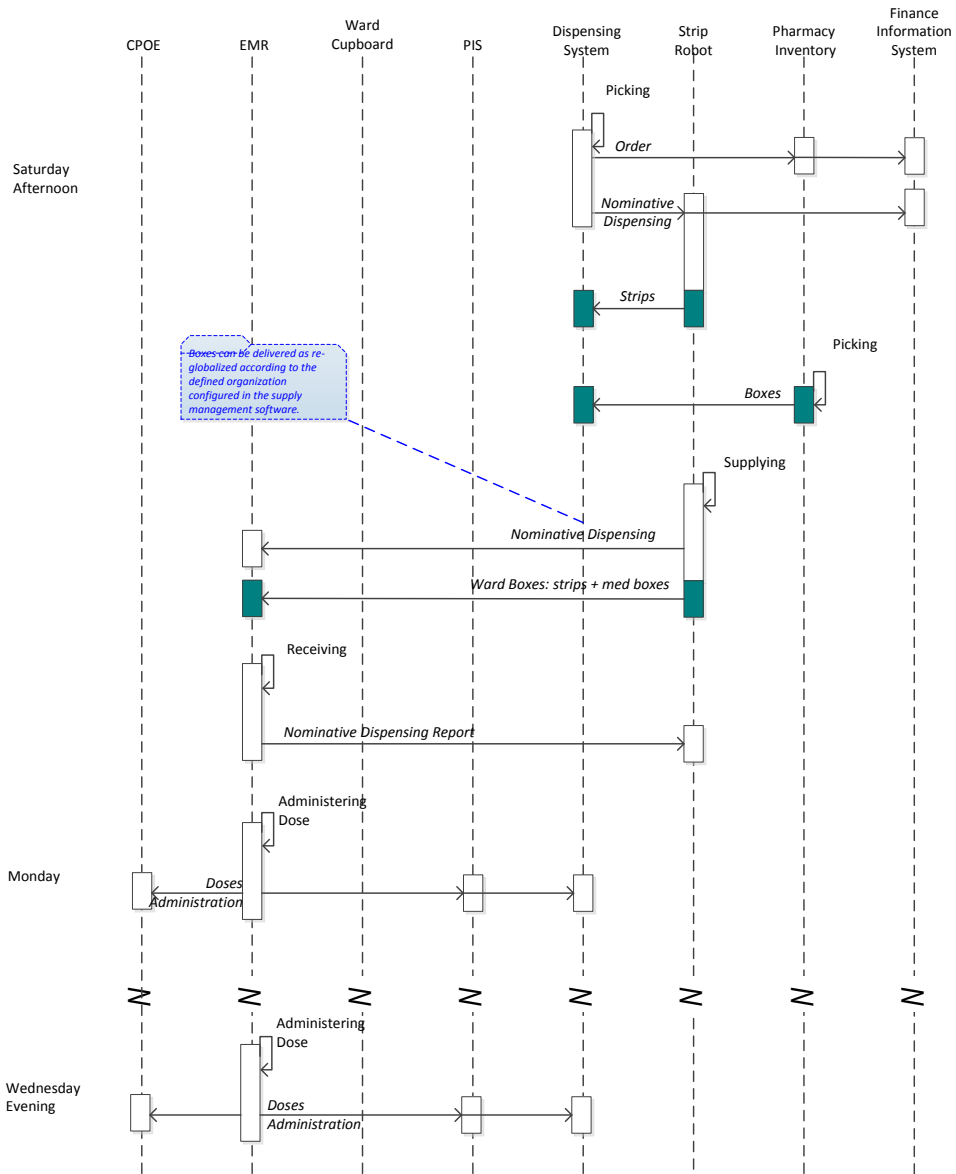 Finance
Ward
Dispensing
Strip
Pharmacy
Information
CPOE
EMR
Cupboard
PIS
System
Robot
Inventory
System
Picking
Order
Saturday
Afternoon
Nominative
Dispensing
Strips
Picking
Boxes can be delivered as re-
globalized according to the
defined organization
configured in the supply
management software.
Boxes
Supplying
Nominative Dispensing
Ward Boxes: strips + med boxes
Receiving
Nominative Dispensing Report
Administering
Dose
Monday
Doses
Administration
N N N N N N N N
Administering
Dose
Wednesday
Evening
Doses
Administration